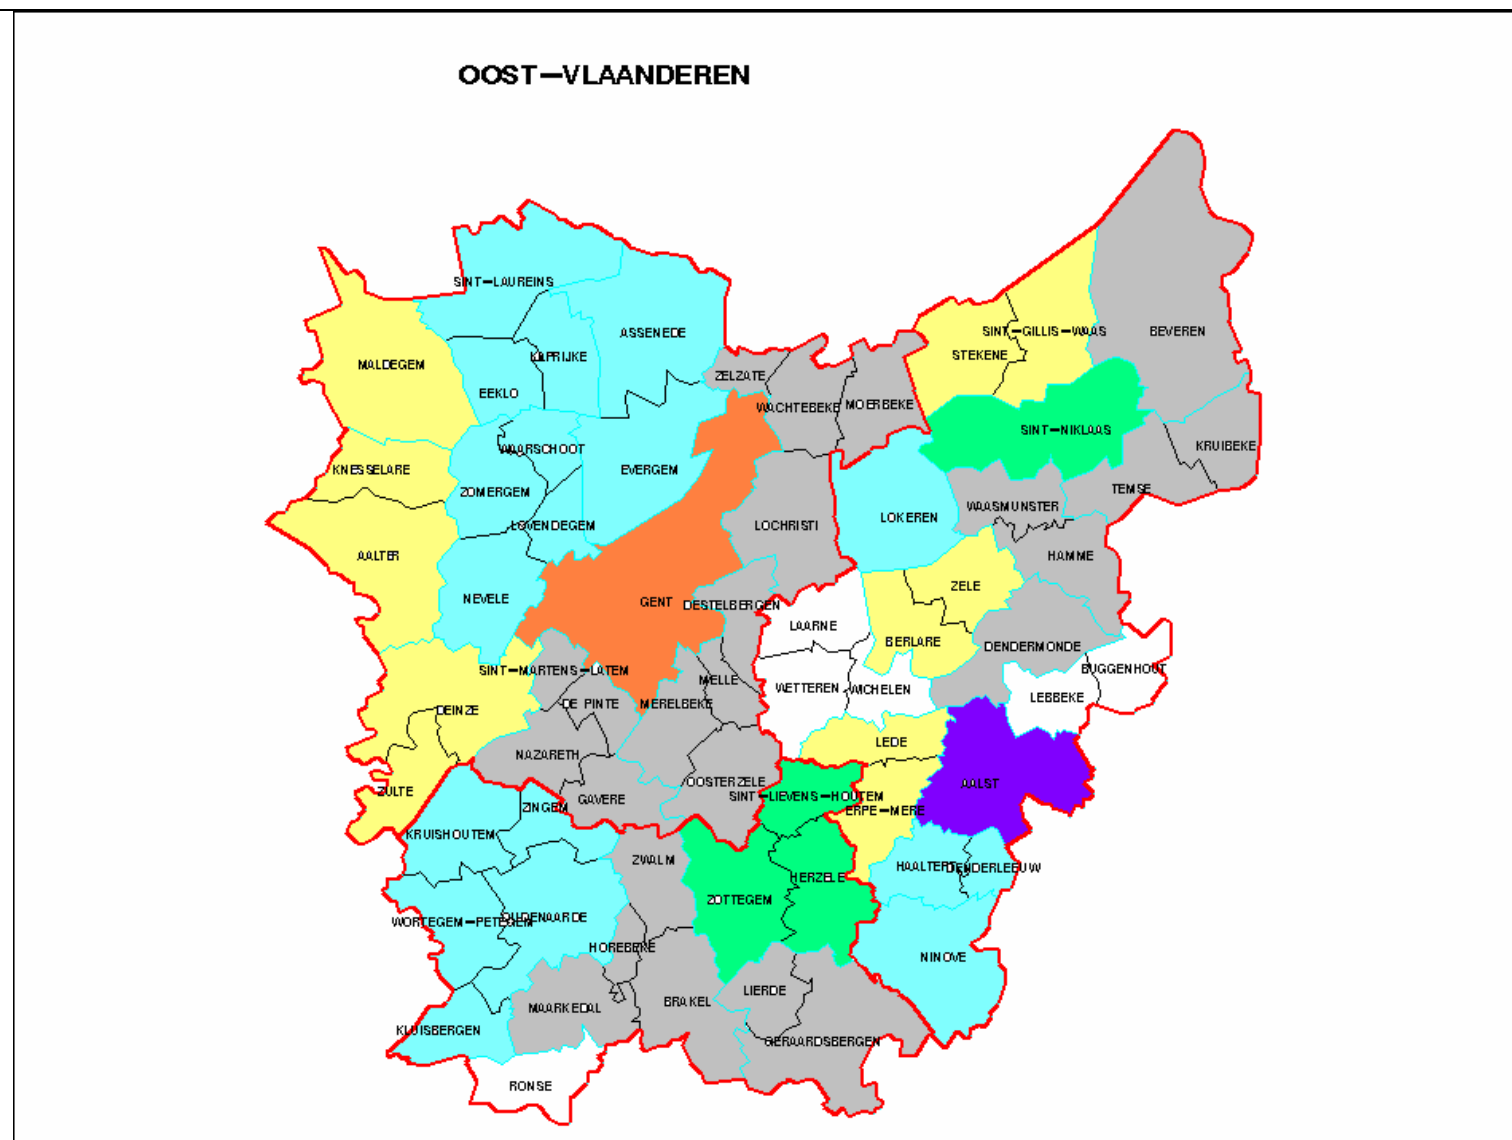 OOST-VLAANDEREN
SINT-LAUREINS
ASSENEDE
SINT-GILLIS-WAAS
BEVEREN
STEKENE
KAPRIJKE
MALDEGEM
ZELZATE
EEKLO
WACHTEBEKE
MOERBEKE
SINT-NIKLAAS
KRUIBEKE
WAARSCHOOT
KNESSELARE
EVERGEM
TEMSE
ZOMERGEM
WAASMUNSTER
LOKEREN
LOVENDEGEM
LOCHRISTI
AALTER
HAMME
ZELE
NEVELE
GENT
DESTELBERGEN
LAARNE
BERLARE
DENDERMONDE
SINT-MARTENS-LATEM
BUGGENHOUT
MELLE
WETTEREN
WICHELEN
LEBBEKE
DE PINTE
MERELBEKE
DEINZE
LEDE
NAZARETH
OOSTERZELE
AALST
ZULTE
SINT-LIEVENS-HOUTEM
GAVERE
ZINGEM
ERPE-MERE
KRUISHOUTEM
ZWALM
HAALTERT
DENDERLEEUW
HERZELE
ZOTTEGEM
WORTEGEM-PETEGEM
OUDENAARDE
HOREBEKE
NINOVE
LIERDE
BRAKEL
MAARKEDAL
KLUISBERGEN
GERAARDSBERGEN
RONSE